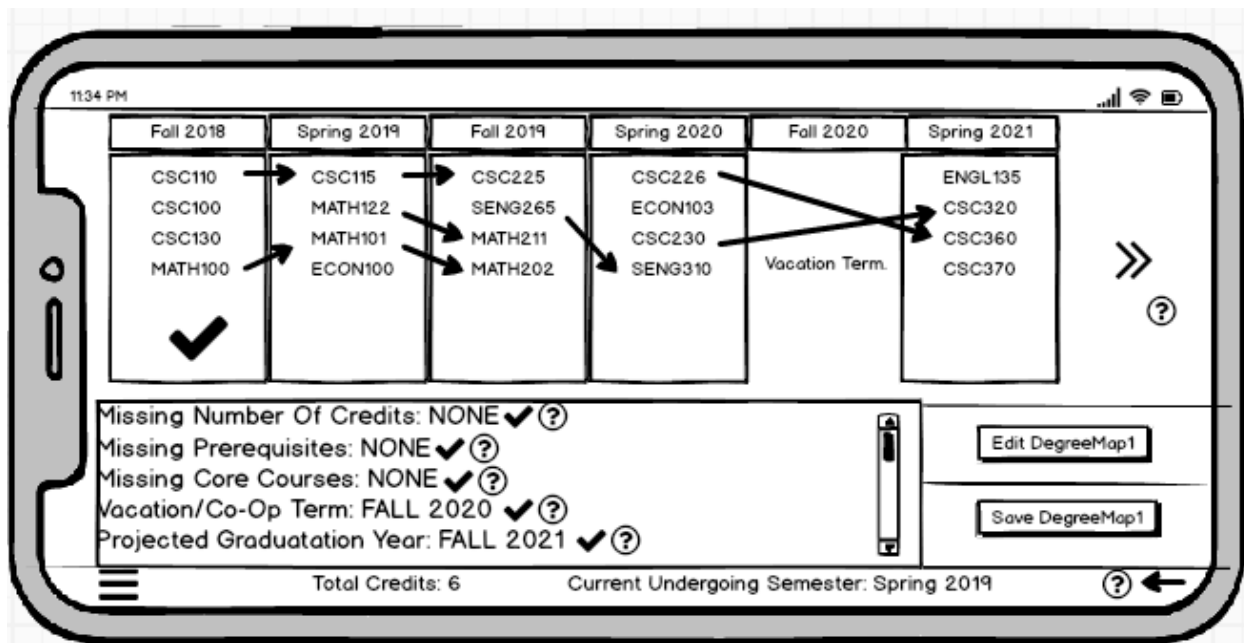 11:34 PM
Fall 2018 Spring 2019 Fall 2019 Spring 2020 Fall 2020 Spring 2021
CSC110 CSC115 CSC225 CSC226 ENGL135
CSC100 MATH122 SENG265 ECON103 CSC320
CSC130 MATH101 MATH211 CSC230 CSC360
MATH100 ECON100 MATH202 SENG310 Vacation Term. CSC370
?
Missing Number Of Credits: NONE ?
Missing Prerequisites: NONE ?
Missing Core Courses: NONE ?
Vacation/Co-Op Term: FALL 2020 ?
Projected Graduatation Year: FALL 2021 ?
Edit DegreeMap1
Save DegreeMap1
Total Credits: 6 Current Undergoing Semester: Spring 2019 ?